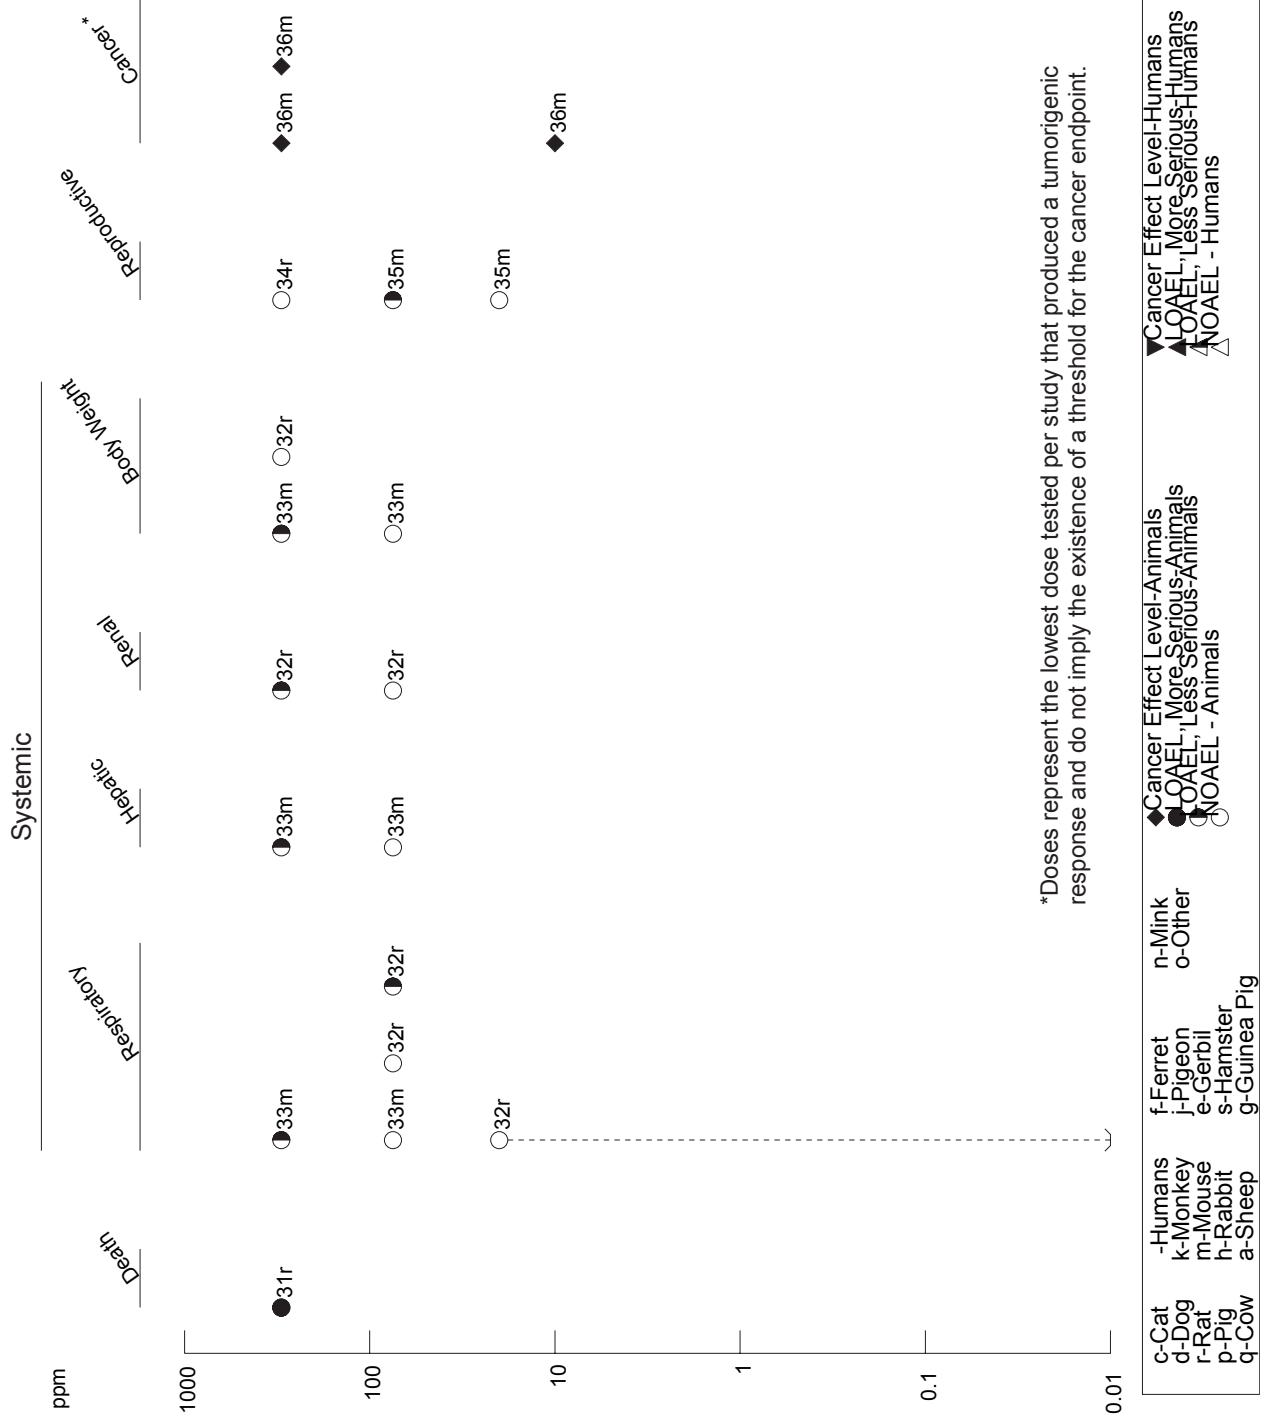 Systemic
Death
Respiratory
Hepatic
Renal
Body Weight
Reproductive
Cancer *
ppm
1000
31r
33m
33m
32r
33m
32r
34r
36m
36m
100
33m
32r
32r
33m
32r
33m
35m
32r
35m
10
36m
1
0.1
0.01
*Doses represent the lowest dose tested per study that produced a tumorigenic
response and do not imply the existence of a threshold for the cancer endpoint.
c-Cat -Humans f-Ferret n-Mink Cancer Effect Level-Animals Cancer Effect Level-Humans
d-Dog k-Monkey j-Pigeon o-Other LOAEL, More Serious-Animals LOAEL, More Serious-Humans
r-Rat m-Mouse e-Gerbil LOAEL, Less Serious-Animals LOAEL, Less Serious-Humans
p-Pig h-Rabbit s-Hamster NOAEL - Animals NOAEL - Humans
q-Cow a-Sheep g-Guinea Pig